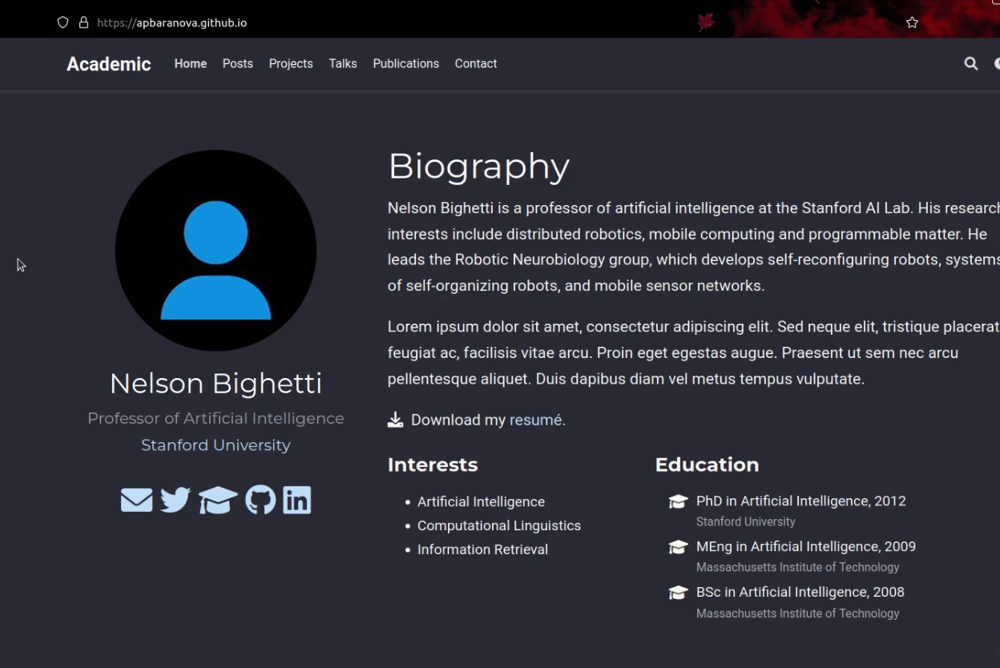 https://apbaranova.github.io
Academic Home Posts Projects Talks Publications Contact
Biography
Nelson Bighetti is a professor of artificial intelligence at the Stanford AI Lab. His research
interests include distributed robotics, mobile computing and programmable matter. He
leads the Robotic Neurobiology group, which develops self-reconfiguring robots, systems
of self-organizing robots, and mobile sensor networks.
Lorem ipsum dolor sit amet, consectetur adipiscing elit. Sed neque elit, tristique placerat
feugiat ac, facilisis vitae arcu. Proin eget egestas augue. Praesent ut sem nec arcu
pellentesque aliquet. Duis dapibus diam vel metus tempus vulputate.
Download my resumé.
Nelson Bighetti
Professor of Artificial Intelligence
Stanford University
Interests
Artificial Intelligence
Computational Linguistics
Information Retrieval
Education
PhD in Artificial Intelligence, 2012
Stanford University
MEng in Artificial Intelligence, 2009
Massachusetts Institute of Technology
BSc in Artificial Intelligence, 2008
Massachusetts Institute of Technology